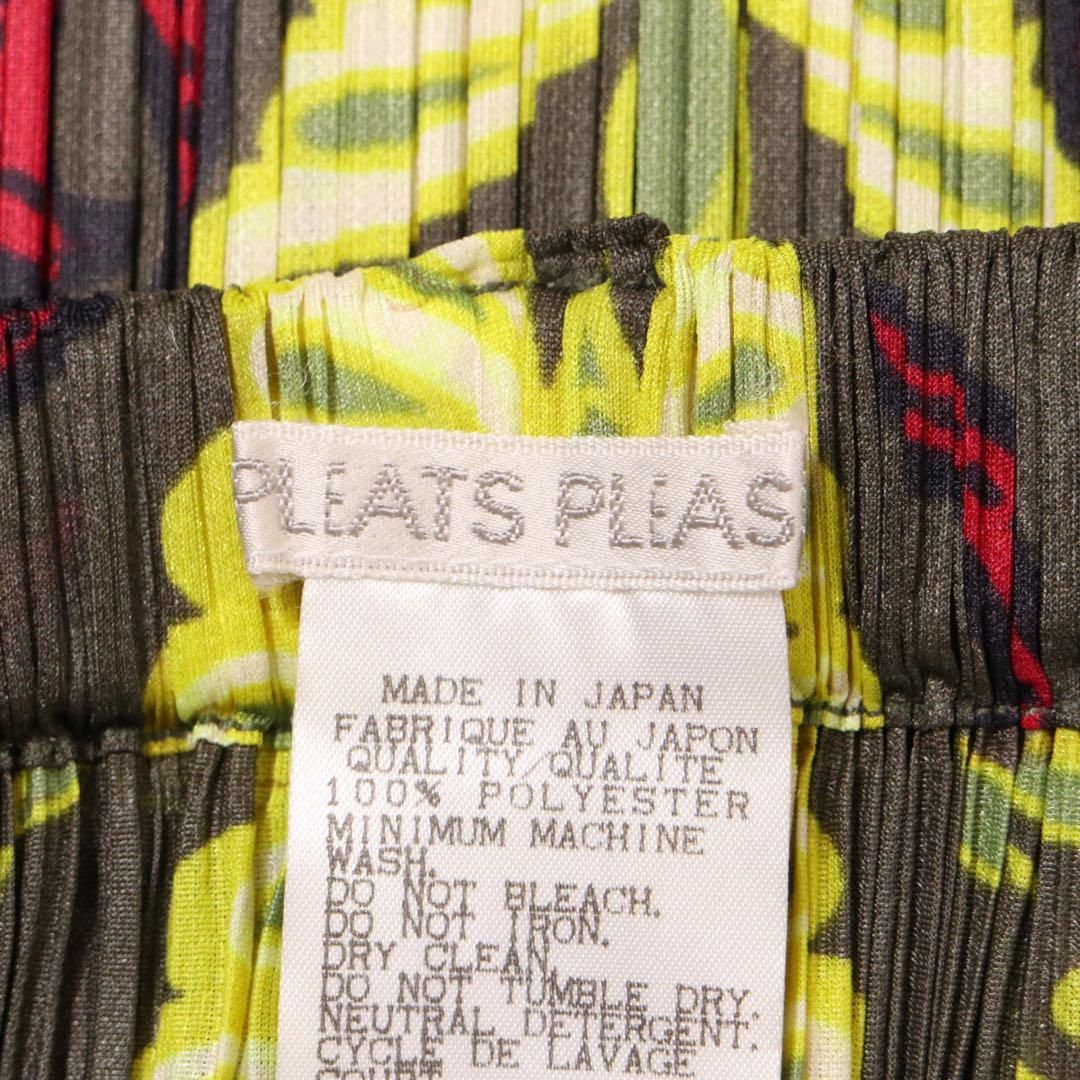 PLEATS PLEAS
MADE IN JAPAN
FABRIQUE AU JAPON
QUALITY/QUALITE
100% POLYESTER
MINIMUM MACHINE
WASH.
DO NOT BLEACH.
DO NOT IRON.
DRY CLEAN.
DO NOT TUMBLE DRY.
NEUTRAL DETERGENT.
CYCLE DE LAVAGE
COURT